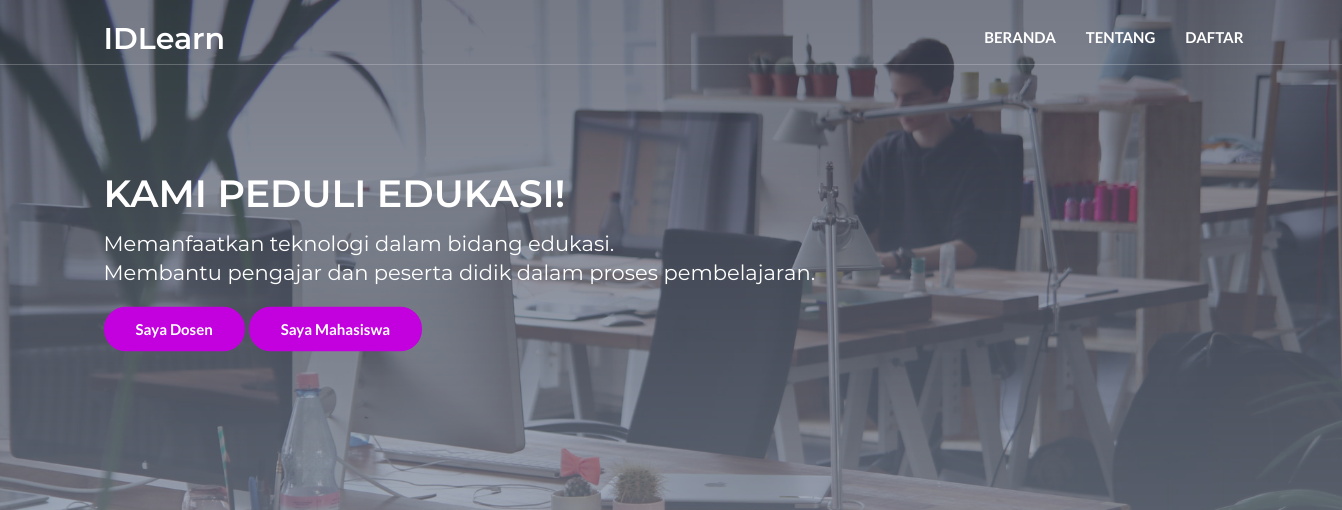 IDLearn
BERANDA TENTANG DAFTAR
KAMI PEDULI EDUKASI!
Memanfaatkan teknologi dalam bidang edukasi.
Membantu pengajar dan peserta didik dalam proses pembelajaran.
Saya Dosen Saya Mahasiswa